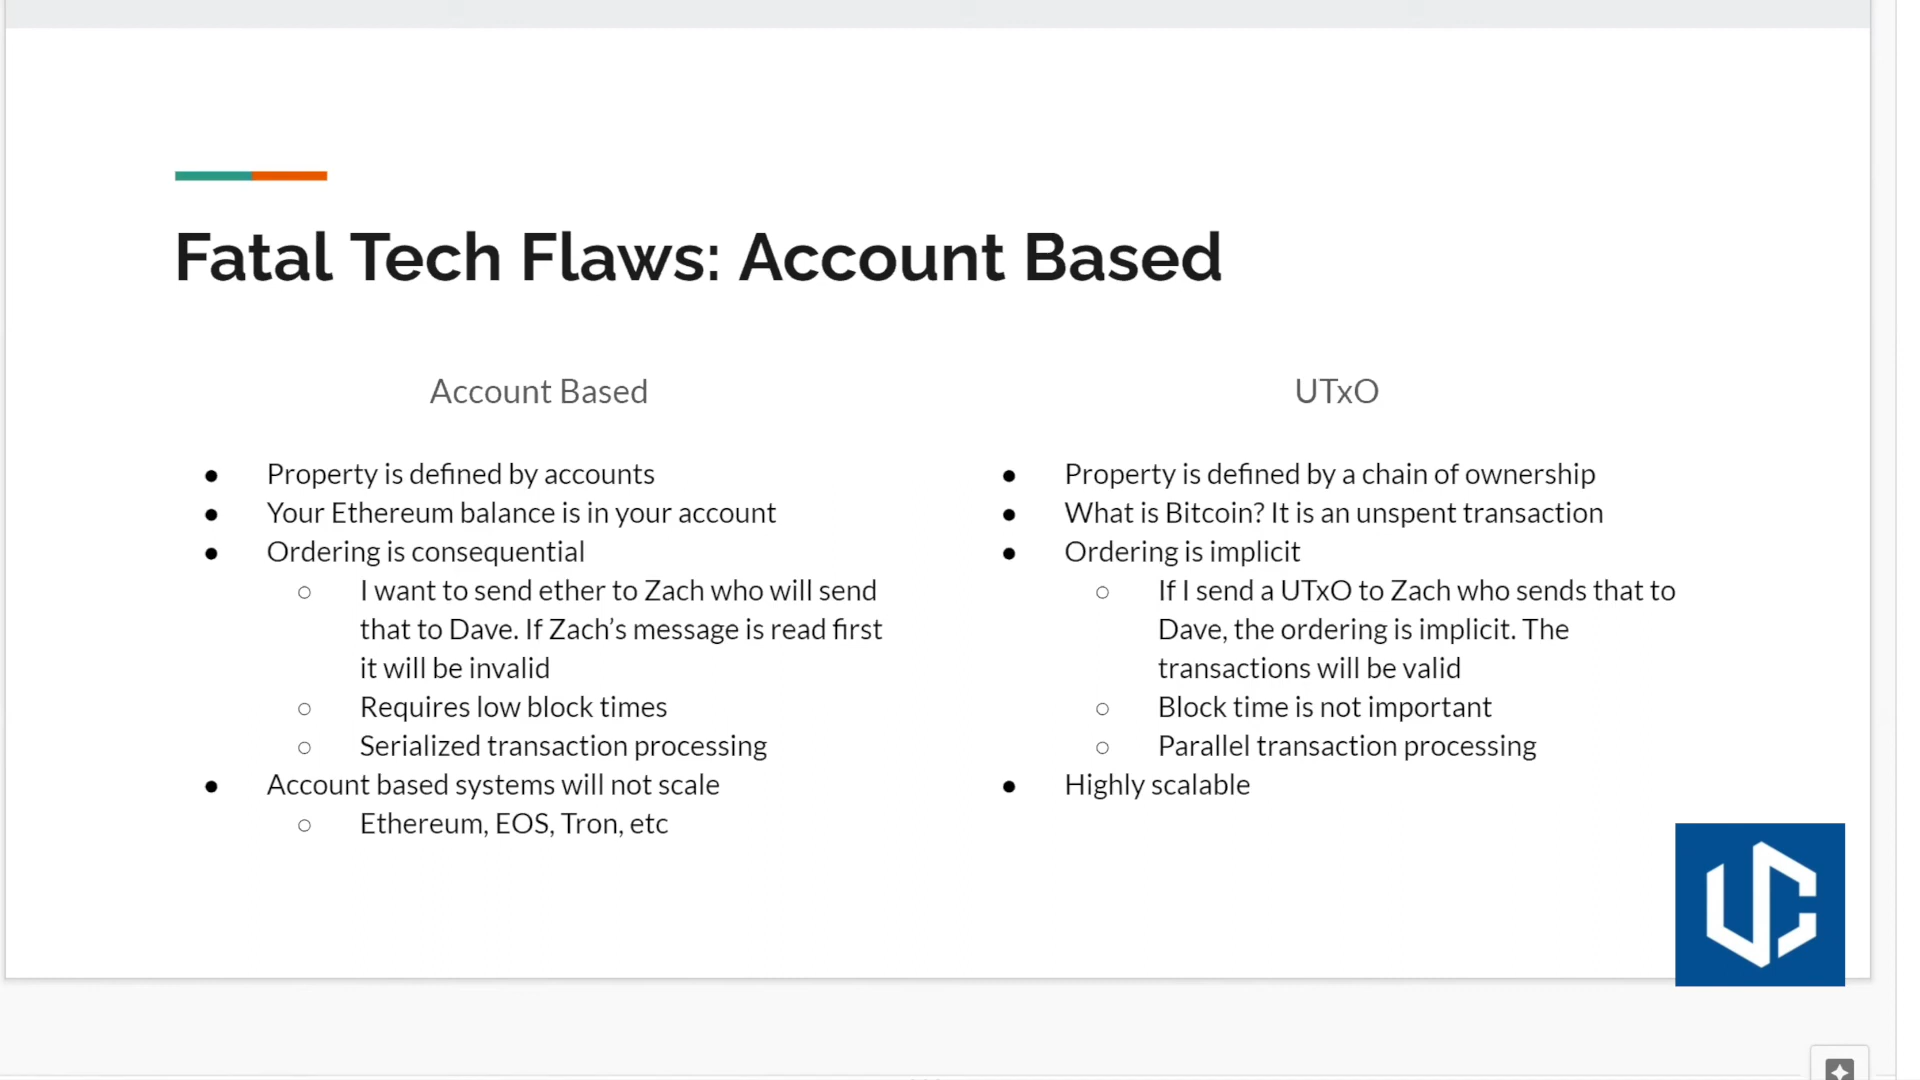 Fatal Tech Flaws: Account Based
Account Based
● Property is defined by accounts
● Your Ethereum balance is in your account
● Ordering is consequential
○ I want to send ether to Zach who will send
that to Dave. If Zach’s message is read first
it will be invalid
○ Requires low block times
○ Serialized transaction processing
● Account based systems will not scale
○ Ethereum, EOS, Tron, etc
UTxO
● Property is defined by a chain of ownership
● What is Bitcoin? It is an unspent transaction
● Ordering is implicit
○ If I send a UTxO to Zach who sends that to
Dave, the ordering is implicit. The
transactions will be valid
○ Block time is not important
○ Parallel transaction processing
● Highly scalable